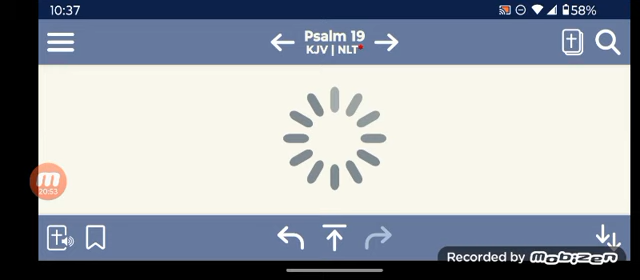 10:37
58%
Psalm 19
KJV | NLT
20:53
Recorded by Mobizen